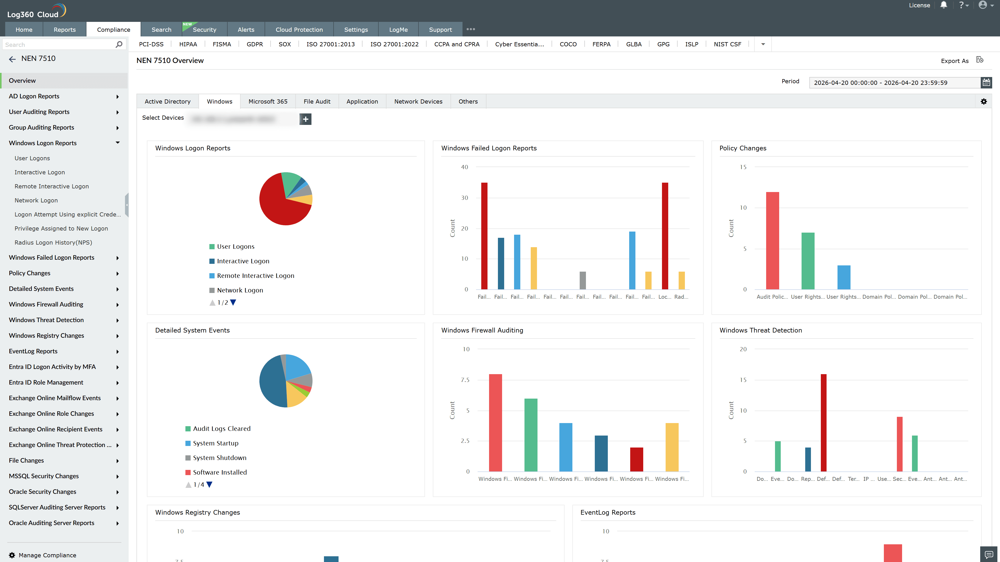 Log360 Cloud
License
?
Home
Reports
Compliance
Search
NEW
Security
Alerts
Cloud Protection
Settings
LogMe
Support
Search
PCI-DSS
HIPAA
FISMA
GDPR
SOX
ISO 27001:2013
ISO 27001:2022
CCPA and CPRA
Cyber Essentia...
COCO
FERPA
GLBA
GPG
ISLP
NIST CSF
NEN 7510
Overview
AD Logon Reports
User Auditing Reports
Group Auditing Reports
Windows Logon Reports
User Logons
Interactive Logon
Remote Interactive Logon
Network Logon
Logon Attempt Using explicit Crede...
Privilege Assigned to New Logon
Radius Logon History(NPS)
Windows Failed Logon Reports
Policy Changes
Detailed System Events
Windows Firewall Auditing
Windows Threat Detection
Windows Registry Changes
EventLog Reports
Entra ID Logon Activity by MFA
Entra ID Role Management
Exchange Online Mailflow Events
Exchange Online Role Changes
Exchange Online Recipient Events
Exchange Online Threat Protection ...
File Changes
MSSQL Security Changes
Oracle Security Changes
SQLServer Auditing Server Reports
Oracle Auditing Server Reports
Manage Compliance
NEN 7510 Overview
Export As
Period
2026-04-20 00:00:00 - 2026-04-20 23:59:59
Active Directory
Windows
Microsoft 365
File Audit
Application
Network Devices
Others
Select Devices
Windows Logon Reports
User Logons
Interactive Logon
Remote Interactive Logon
Network Logon
1/2
Windows Failed Logon Reports
Count
40
30
20
10
0
Fail... Fail... Fail... Fail... Fail... Fail... Fail... Fail... Fail... Fail... Fail... Loc... Rad...
Policy Changes
Count
15
10
5
0
Audit Polic... User Rights... User Rights... Domain Pol... Domain Pol... Domain Pol...
Detailed System Events
Audit Logs Cleared
System Startup
System Shutdown
Software Installed
1/4
Windows Firewall Auditing
Count
10
7.5
5
2.5
0
Windows Fi... Windows Fi... Windows Fi... Windows Fi... Windows Fi... Windows Fi...
Windows Threat Detection
Count
20
15
10
5
0
Do... Eve... Do... Rep... Def... Def... Ter... IP ... Use... Sec... Eve... Ant... Ant... Ant...
Windows Registry Changes
10
7.5
EventLog Reports
10
7.5